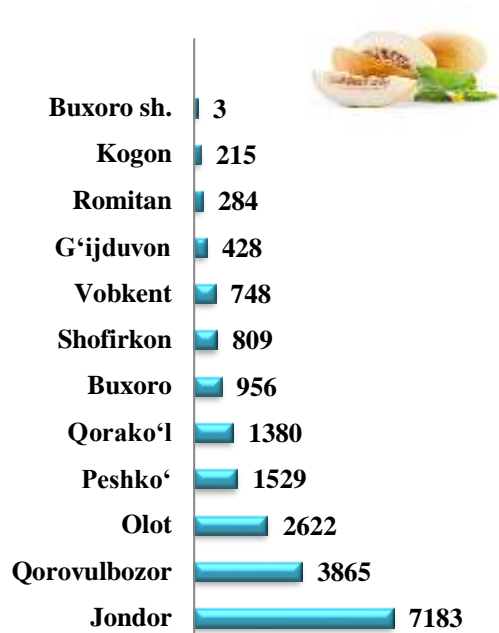 Buxoro sh. 3
Kogon 215
Romitan 284
G‘ijduvon 428
Vobkent 748
Shofirkon 809
Buxoro 956
Qorako‘l 1380
Peshko‘ 1529
Olot 2622
Qorovulbozor 3865
Jondor 7183